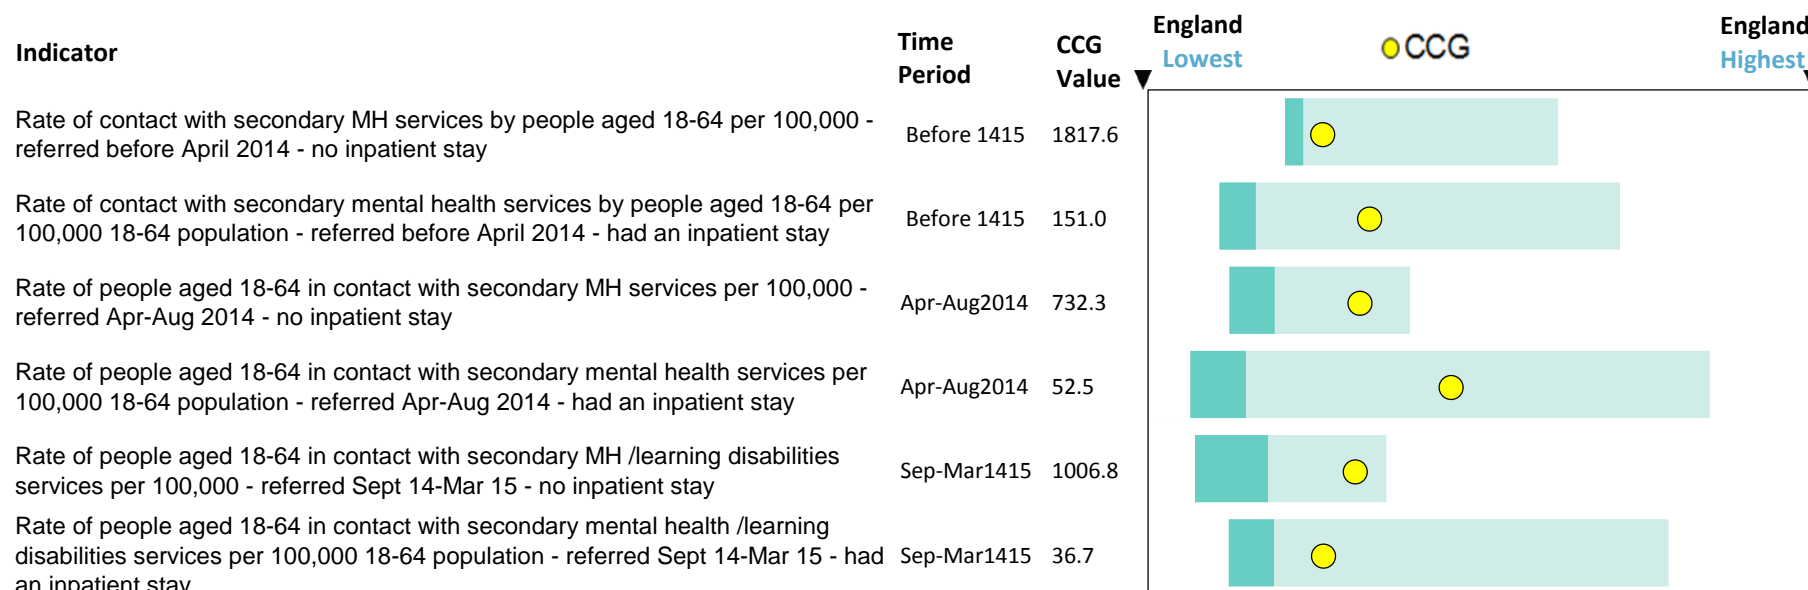 Indicator
Time
Period
CCG
Value
England
Lowest
CCG
England
Highest
Rate of contact with secondary MH services by people aged 18-64 per 100,000 -
referred before April 2014 - no inpatient stay
Before 1415 1817.6
Rate of contact with secondary mental health services by people aged 18-64 per
100,000 18-64 population - referred before April 2014 - had an inpatient stay
Before 1415 151.0
Rate of people aged 18-64 in contact with secondary MH services per 100,000 -
referred Apr-Aug 2014 - no inpatient stay
Apr-Aug2014 732.3
Rate of people aged 18-64 in contact with secondary mental health services per
100,000 18-64 population - referred Apr-Aug 2014 - had an inpatient stay
Apr-Aug2014 52.5
Rate of people aged 18-64 in contact with secondary MH /learning disabilities
services per 100,000 - referred Sept 14-Mar 15 - no inpatient stay
Sep-Mar1415 1006.8
Rate of people aged 18-64 in contact with secondary mental health /learning
disabilities services per 100,000 18-64 population - referred Sept 14-Mar 15 - had
an inpatient stay
Sep-Mar1415 36.7